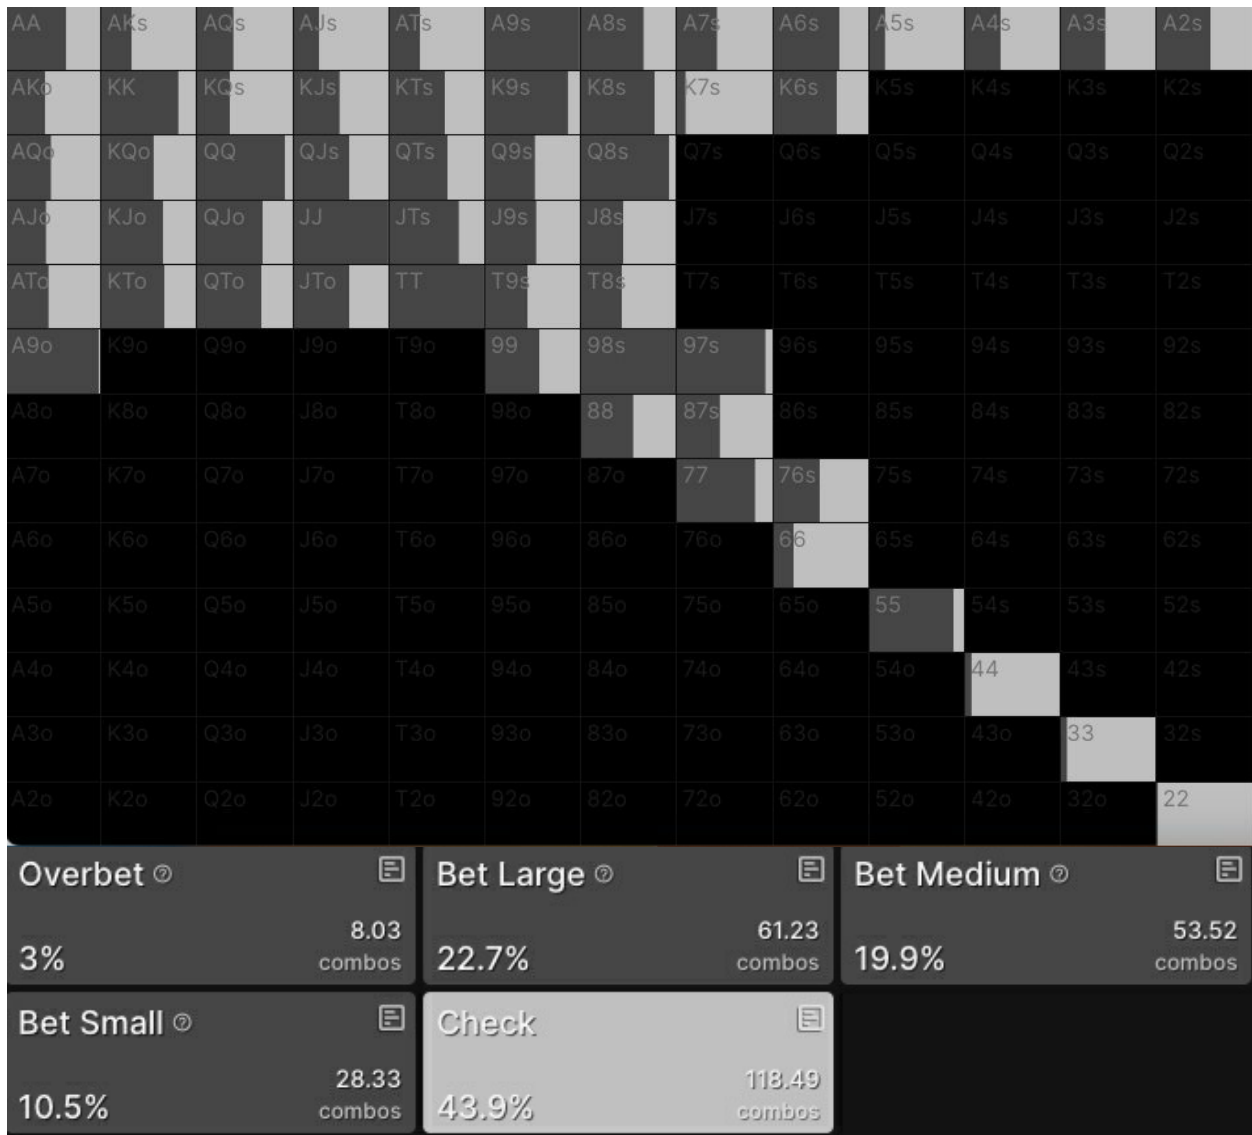 AA AKs AQs AJs ATs A9s A8s A7s A6s A5s A4s A3s A2s
AKo KK KQs KJs KTs K9s K8s K7s K6s K5s K4s K3s K2s
AQo KQo QQ QJs QTs Q9s Q8s Q7s Q6s Q5s Q4s Q3s Q2s
AJo KJo QJo JJ JTs J9s J8s J7s J6s J5s J4s J3s J2s
ATo KTo QTo JTo TT T9s T8s T7s T6s T5s T4s T3s T2s
A9o K9o Q9o J9o T9o 99 98s 97s 96s 95s 94s 93s 92s
A8o K8o Q8o J8o T8o 98o 88 87s 86s 85s 84s 83s 82s
A7o K7o Q7o J7o T7o 97o 87o 77 76s 75s 74s 73s 72s
A6o K6o Q6o J6o T6o 96o 86o 76o 66 65s 64s 63s 62s
A5o K5o Q5o J5o T5o 95o 85o 75o 65o 55 54s 53s 52s
A4o K4o Q4o J4o T4o 94o 84o 74o 64o 54o 44 43s 42s
A3o K3o Q3o J3o T3o 93o 83o 73o 63o 53o 43o 33 32s
A2o K2o Q2o J2o T2o 92o 82o 72o 62o 52o 42o 32o 22
Overbet ?
8.03
3% combos
Bet Large ?
61.23
22.7% combos
Bet Medium ?
53.52
19.9% combos
Bet Small ?
28.33
10.5% combos
Check
118.49
43.9% combos